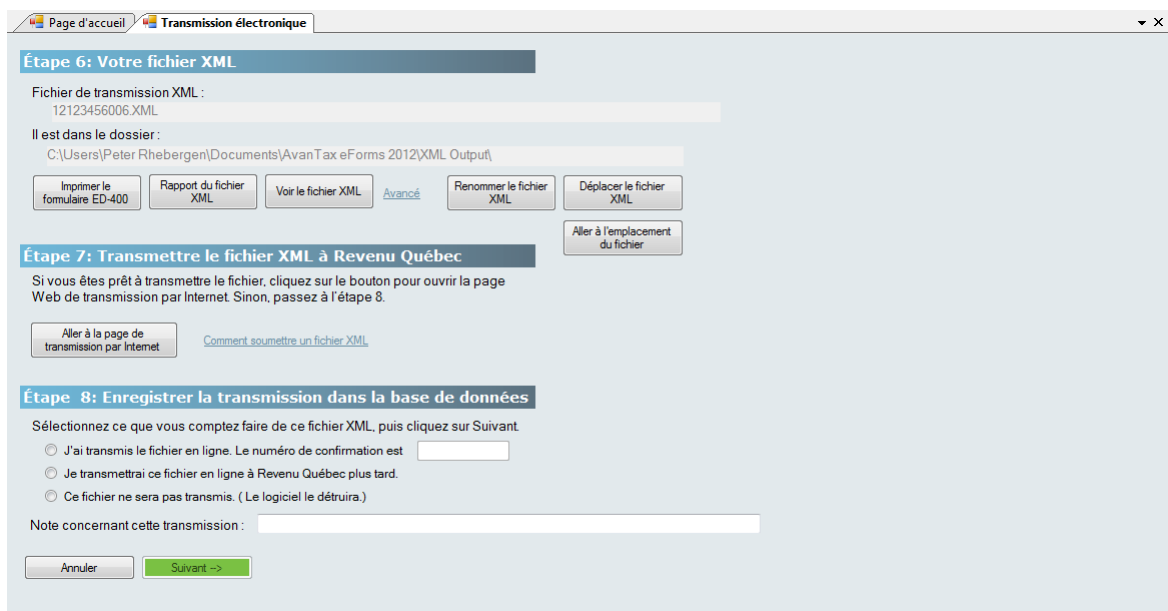 Page d'accueil
Transmission électronique
Étape 6: Votre fichier XML
Fichier de transmission XML :
12123456006.XML
Il est dans le dossier :
C:\Users\Peter Rhebergen\Documents\AvanTax eForms 2012\XML Output\
Imprimer le
formulaire ED-400
Rapport du fichier
XML
Voir le fichier XML
Avancé
Renommer le fichier
XML
Déplacer le fichier
XML
Aller à l'emplacement
du fichier
Étape 7: Transmettre le fichier XML à Revenu Québec
Si vous êtes prêt à transmettre le fichier, cliquez sur le bouton pour ouvrir la page
Web de transmission par Internet. Sinon, passez à l'étape 8.
Aller à la page de
transmission par Internet
Comment soumettre un fichier XML
Étape  8: Enregistrer la transmission dans la base de données
Sélectionnez ce que vous comptez faire de ce fichier XML, puis cliquez sur Suivant.
J'ai transmis le fichier en ligne. Le numéro de confirmation est
Je transmettrai ce fichier en ligne à Revenu Québec plus tard.
Ce fichier ne sera pas transmis. ( Le logiciel le détruira.)
Note concernant cette transmission :
Annuler
Suivant -->